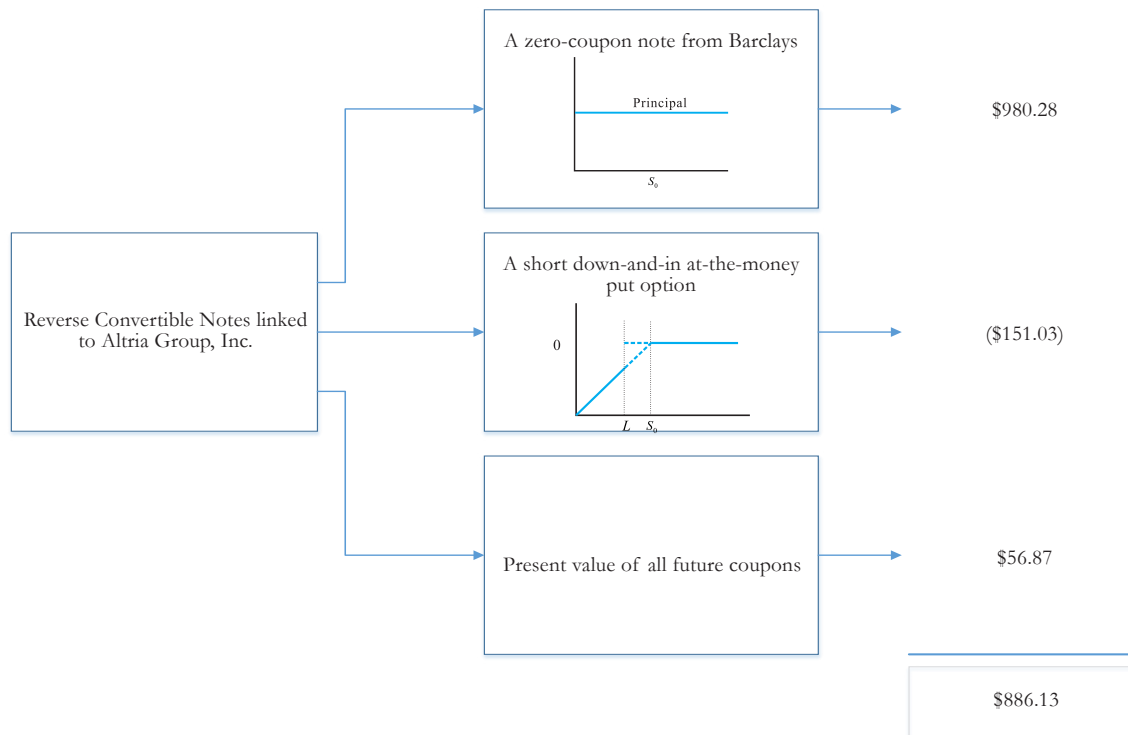 A zero-coupon note from Barclays
Principal
S₀
$980.28
Reverse Convertible Notes linked
to Altria Group, Inc.
A short down-and-in at-the-money
put option
0
L S₀
($151.03)
Present value of all future coupons
$56.87
$886.13